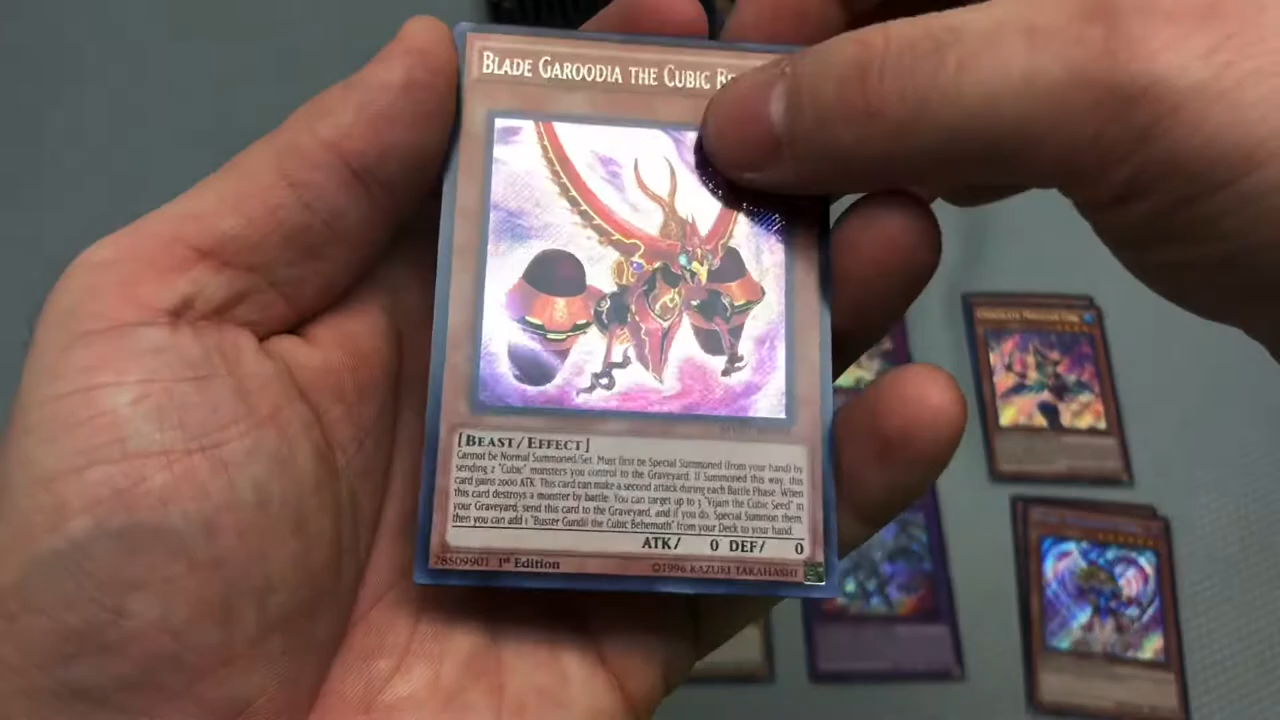 BLADE GAROODIA THE CUBIC
[BEAST/EFFECT]
Cannot be Normal Summoned/Set. Must first be Special Summoned (from your hand) by
sending 2 "Cubic" monsters you control to the Graveyard. If Summoned this way, this
card gains 2000 ATK. This card can make a second attack during each Battle Phase. When
this card destroys a monster by battle: You can target up to 3 "Vijam the Cubic Seed" in
your Graveyard; send this card to the Graveyard, and if you do, Special Summon them,
then you can add 1 "Buster Gundil the Cubic Behemoth" from your Deck to your hand.
ATK/ 0 DEF/ 0
28509901 1st Edition ©1996 KAZUKI TAKAHASHI
CHOCOLATE MAGICIAN GIRL